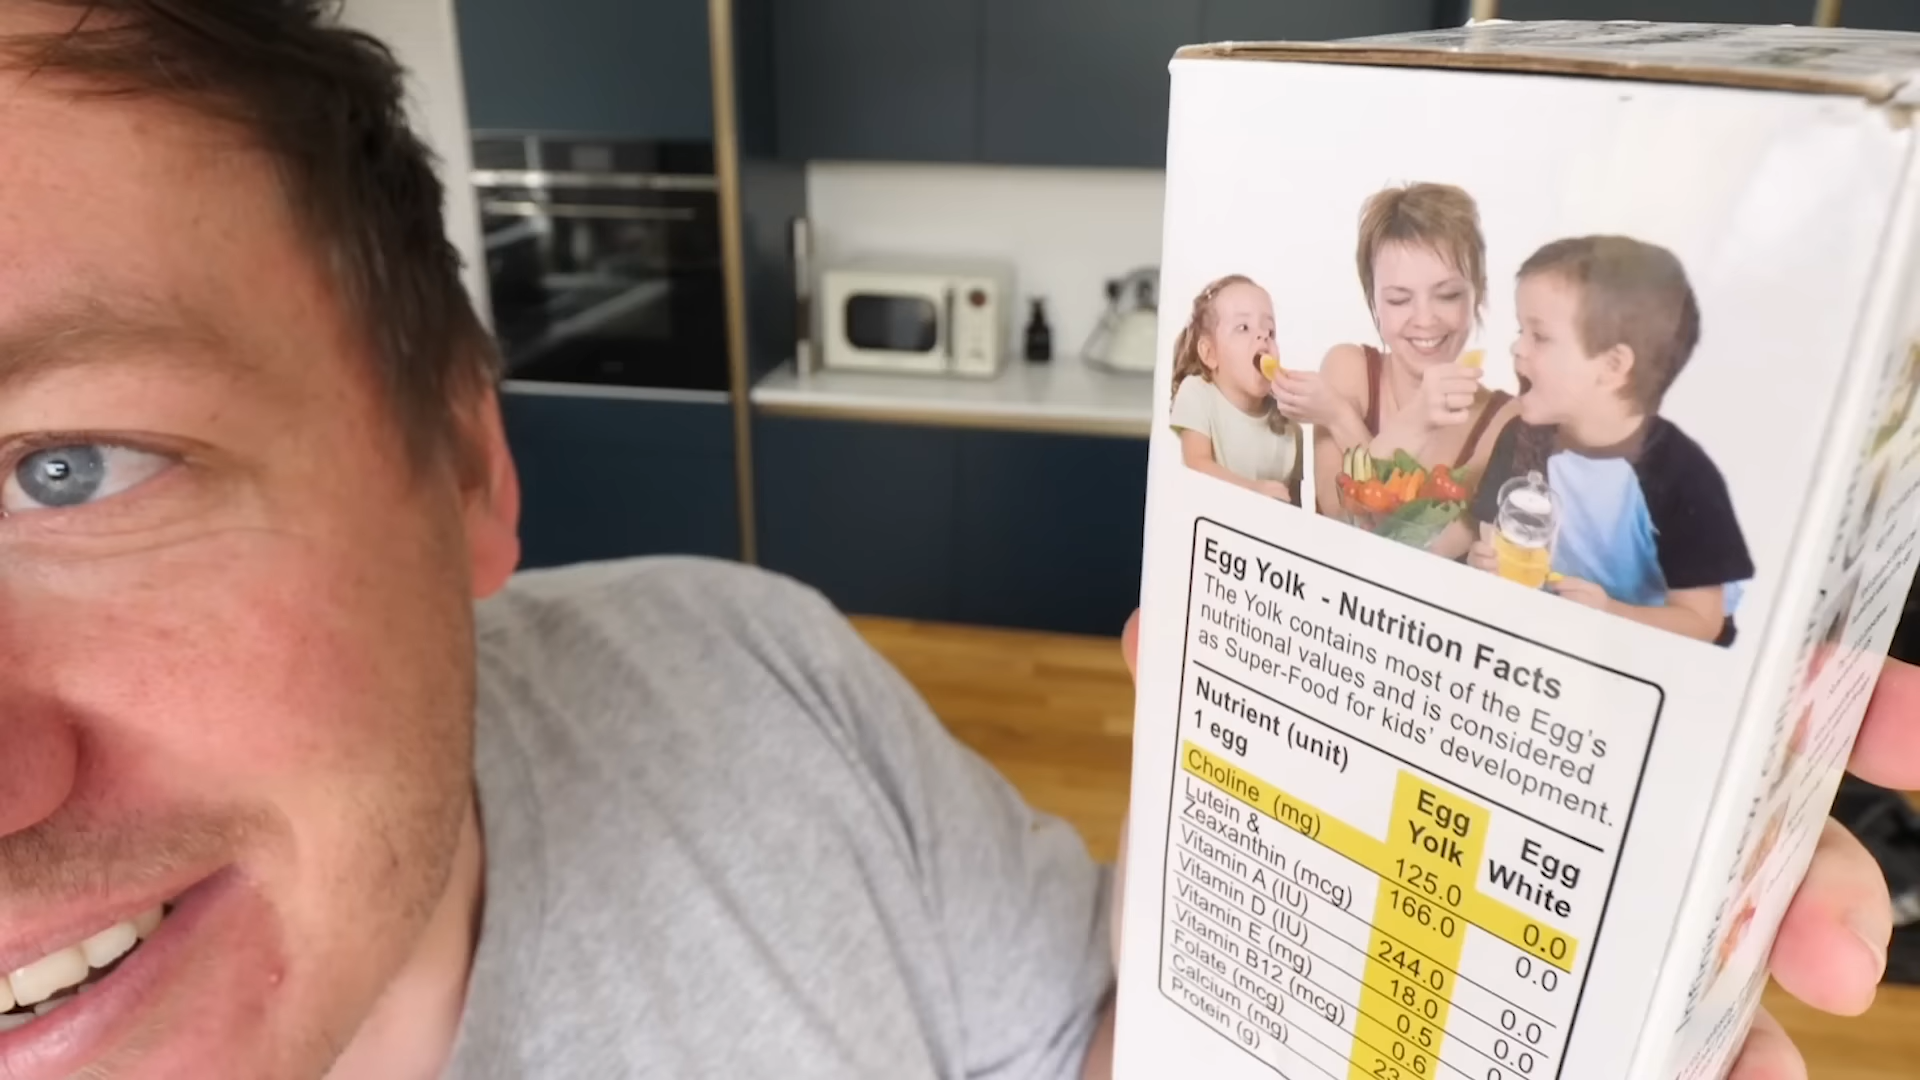 Egg Yolk - Nutrition Facts
The Yolk contains most of the Egg's
nutritional values and is considered
as Super-Food for kids' development.
Nutrient (unit)
1 egg
Egg
Yolk
Egg
White
Choline (mg) 125.0 0.0
Lutein &
Zeaxanthin (mcg) 166.0 0.0
Vitamin A (IU) 244.0 0.0
Vitamin D (IU) 18.0 0.0
Vitamin E (mg) 0.5
Vitamin B12 (mcg) 0.6
Folate (mcg) 23
Calcium (mg)
Protein (g)